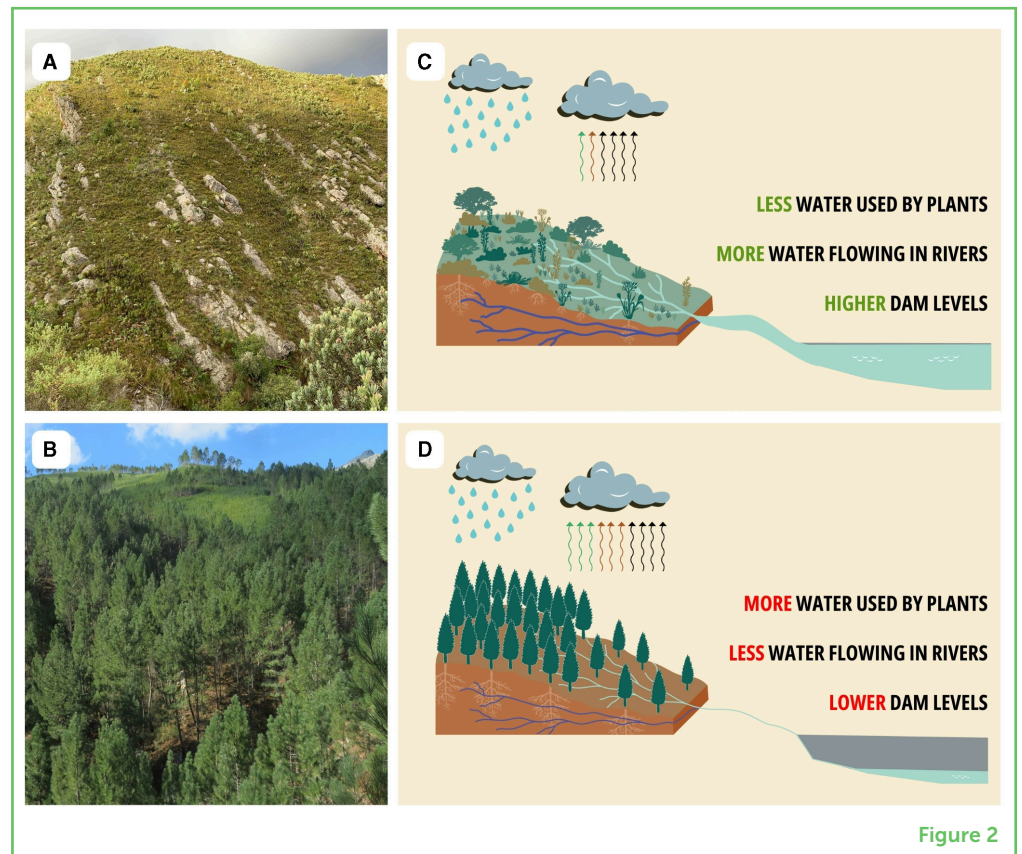 A
C
LESS WATER USED BY PLANTS
MORE WATER FLOWING IN RIVERS
HIGHER DAM LEVELS
B
D
MORE WATER USED BY PLANTS
LESS WATER FLOWING IN RIVERS
LOWER DAM LEVELS
Figure 2